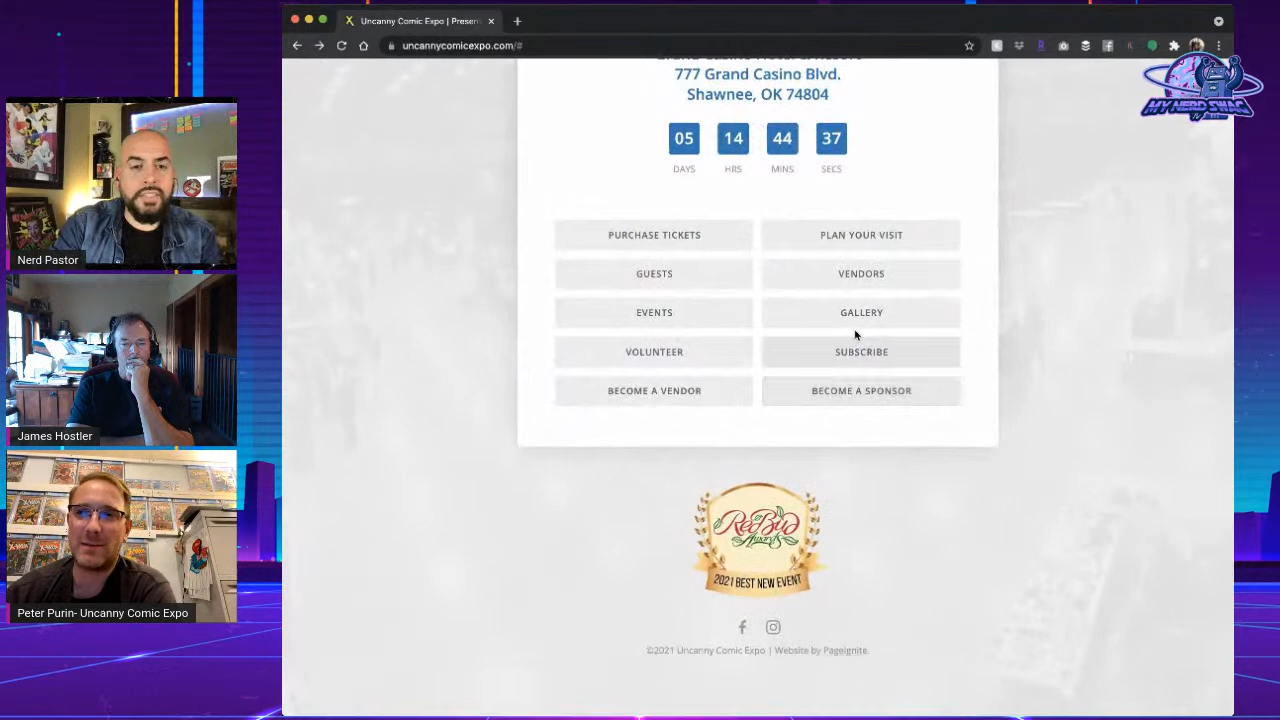 Uncanny Comic Expo | Presen
uncannycomicexpo.com/#
MY NERD SWAG
TV
777 Grand Casino Blvd.
Shawnee, OK 74804
05 14 44 37
DAYS HRS MINS SECS
PURCHASE TICKETS PLAN YOUR VISIT
GUESTS VENDORS
EVENTS GALLERY
VOLUNTEER SUBSCRIBE
BECOME A VENDOR BECOME A SPONSOR
RedBud
Awards
2021 BEST NEW EVENT
©2021 Uncanny Comic Expo | Website by Pageignite.
Nerd Pastor
James Hostler
Peter Purin- Uncanny Comic Expo